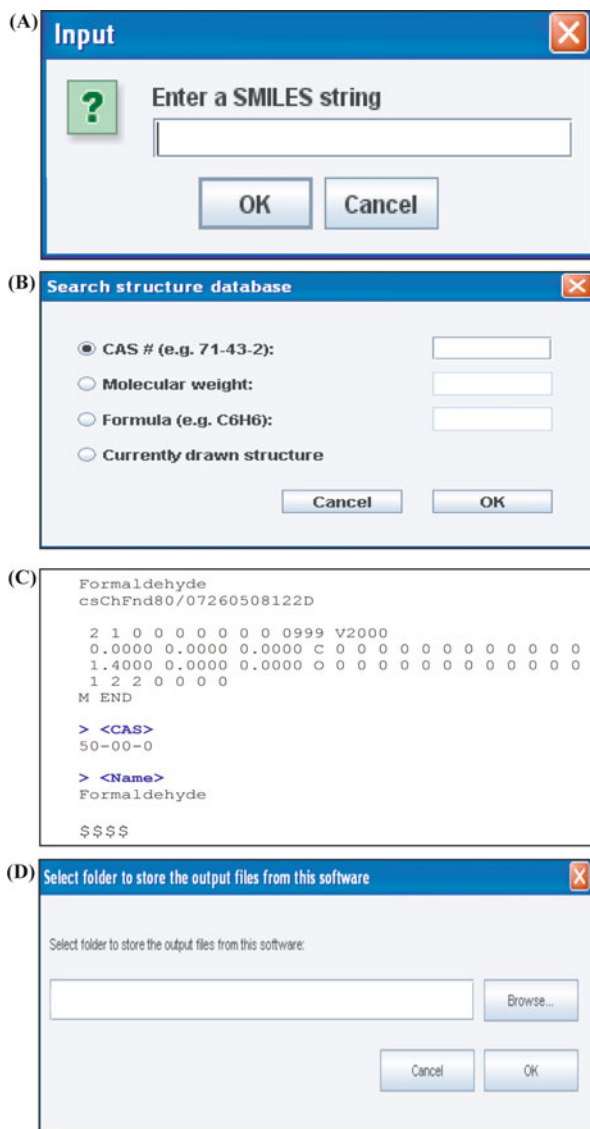 (A)
Input
?
Enter a SMILES string
OK Cancel
(B)
Search structure database
CAS # (e.g. 71-43-2):
Molecular weight:
Formula (e.g. C6H6):
Currently drawn structure
Cancel OK
(C)
Formaldehyde
csChFnd80/07260508122D
2 1 0 0 0 0 0 0 0 0999 V2000
0.0000 0.0000 0.0000 C 0 0 0 0 0 0 0 0 0 0 0 0
1.4000 0.0000 0.0000 O 0 0 0 0 0 0 0 0 0 0 0 0
1 2 2 0 0 0 0
M END
> <CAS>
50-00-0
> <Name>
Formaldehyde
$$$$
(D)
Select folder to store the output files from this software
Select folder to store the output files from this software:
Browse...
Cancel OK